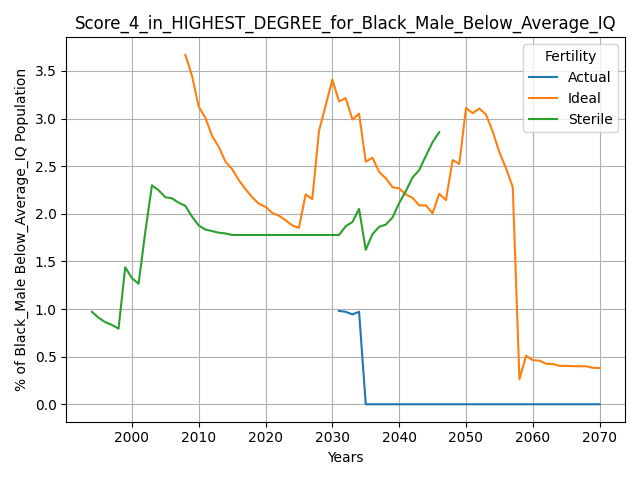 Score_4_in_HIGHEST_DEGREE_for_Black_Male_Below_Average_IQ
% of Black_Male Below_Average_IQ Population
3.5
3.0
2.5
2.0
1.5
1.0
0.5
0.0
Fertility
Actual
Ideal
Sterile
2000 2010 2020 2030 2040 2050 2060 2070
Years